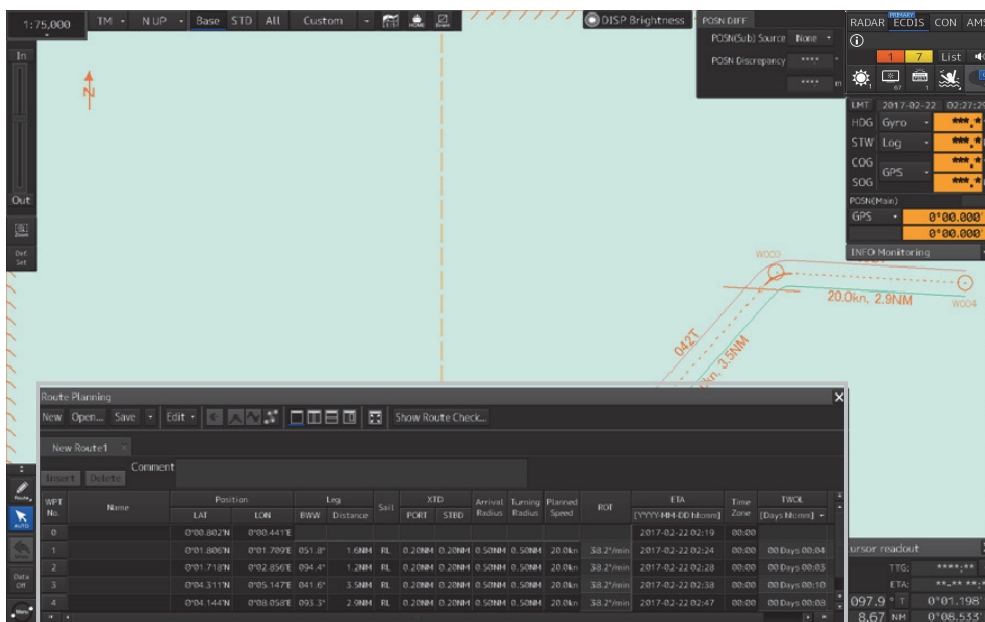 1:75,000 TM N UP Base STD All Custom HOME
DISP Brightness
POSN DIFF
POSN(Sub) Source None
POSN Discrepancy **** °
**** m
PRIMARY
RADAR ECDIS CON AMS
1 7 List
1 67 1
LMT 2017-02-22 02:27:29
HDG Gyro ***.*
STW Log ***.*
COG ***.*
GPS
SOG ***.*
POSN(Main)
GPS 0°00.000'
0°00.000'
INFO Monitoring
In
Out
Zoom
Def.
Set
N
W003
20.0kn, 2.9NM
W004
042T
kn, 3.5NM
Route Planning
New Open... Save Edit Show Route Check...
New Route1
Insert Delete Comment
WPT No. Name Position Leg Sail XTD Arrival Radius Turning Radius Planned Speed ROT ETA Time Zone TWOL
LAT LON BWW Distance PORT STBD [YYYY-MM-DD hh:mm] [Days hh:mm]
0 0°00.802'N 0°00.441'E 2017-02-22 02:19 00:00
1 0°01.806'N 0°01.709'E 051.8° 1.6NM RL 0.20NM 0.20NM 0.50NM 0.50NM 20.0kn 38.2°/min 2017-02-22 02:24 00:00 00 Days 00:04
2 0°01.718'N 0°02.856'E 094.4° 1.2NM RL 0.20NM 0.20NM 0.50NM 0.50NM 20.0kn 38.2°/min 2017-02-22 02:28 00:00 00 Days 00:03
3 0°04.311'N 0°05.147'E 041.6° 3.5NM RL 0.20NM 0.20NM 0.50NM 0.50NM 20.0kn 38.2°/min 2017-02-22 02:38 00:00 00 Days 00:10
4 0°04.144'N 0°08.058'E 093.3° 2.9NM RL 0.20NM 0.20NM 0.50NM 0.50NM 20.0kn 38.2°/min 2017-02-22 02:47 00:00 00 Days 00:08
Route
AUTO
Undo
Data
Off
Menu
ursor readout
TTG: ****:**
ETA: **-** **:*
097.9 ° T 0°01.198'
8.67 NM 0°08.533'